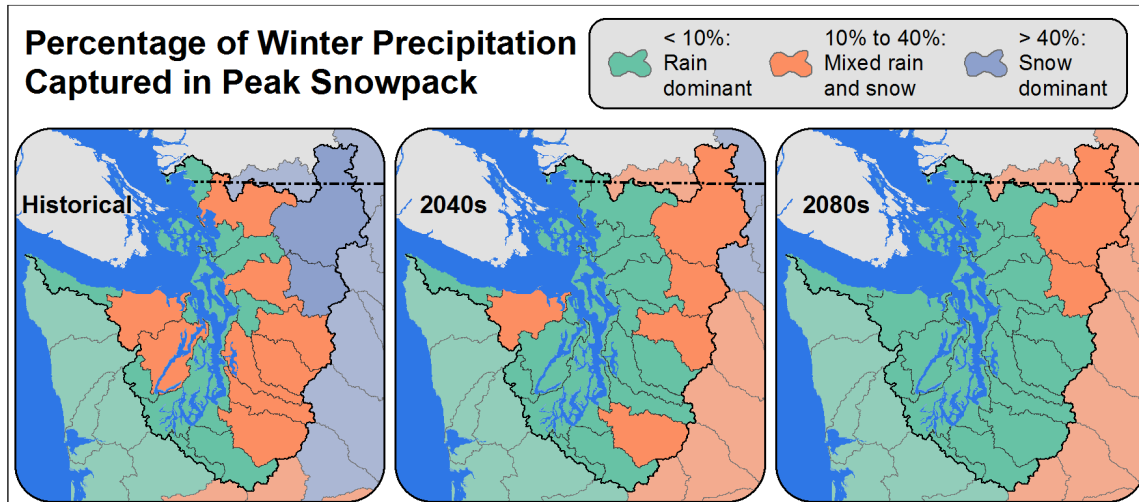 Percentage of Winter Precipitation
Captured in Peak Snowpack
< 10%:
Rain
dominant
10% to 40%:
Mixed rain
and snow
> 40%:
Snow
dominant
Historical
2040s
2080s